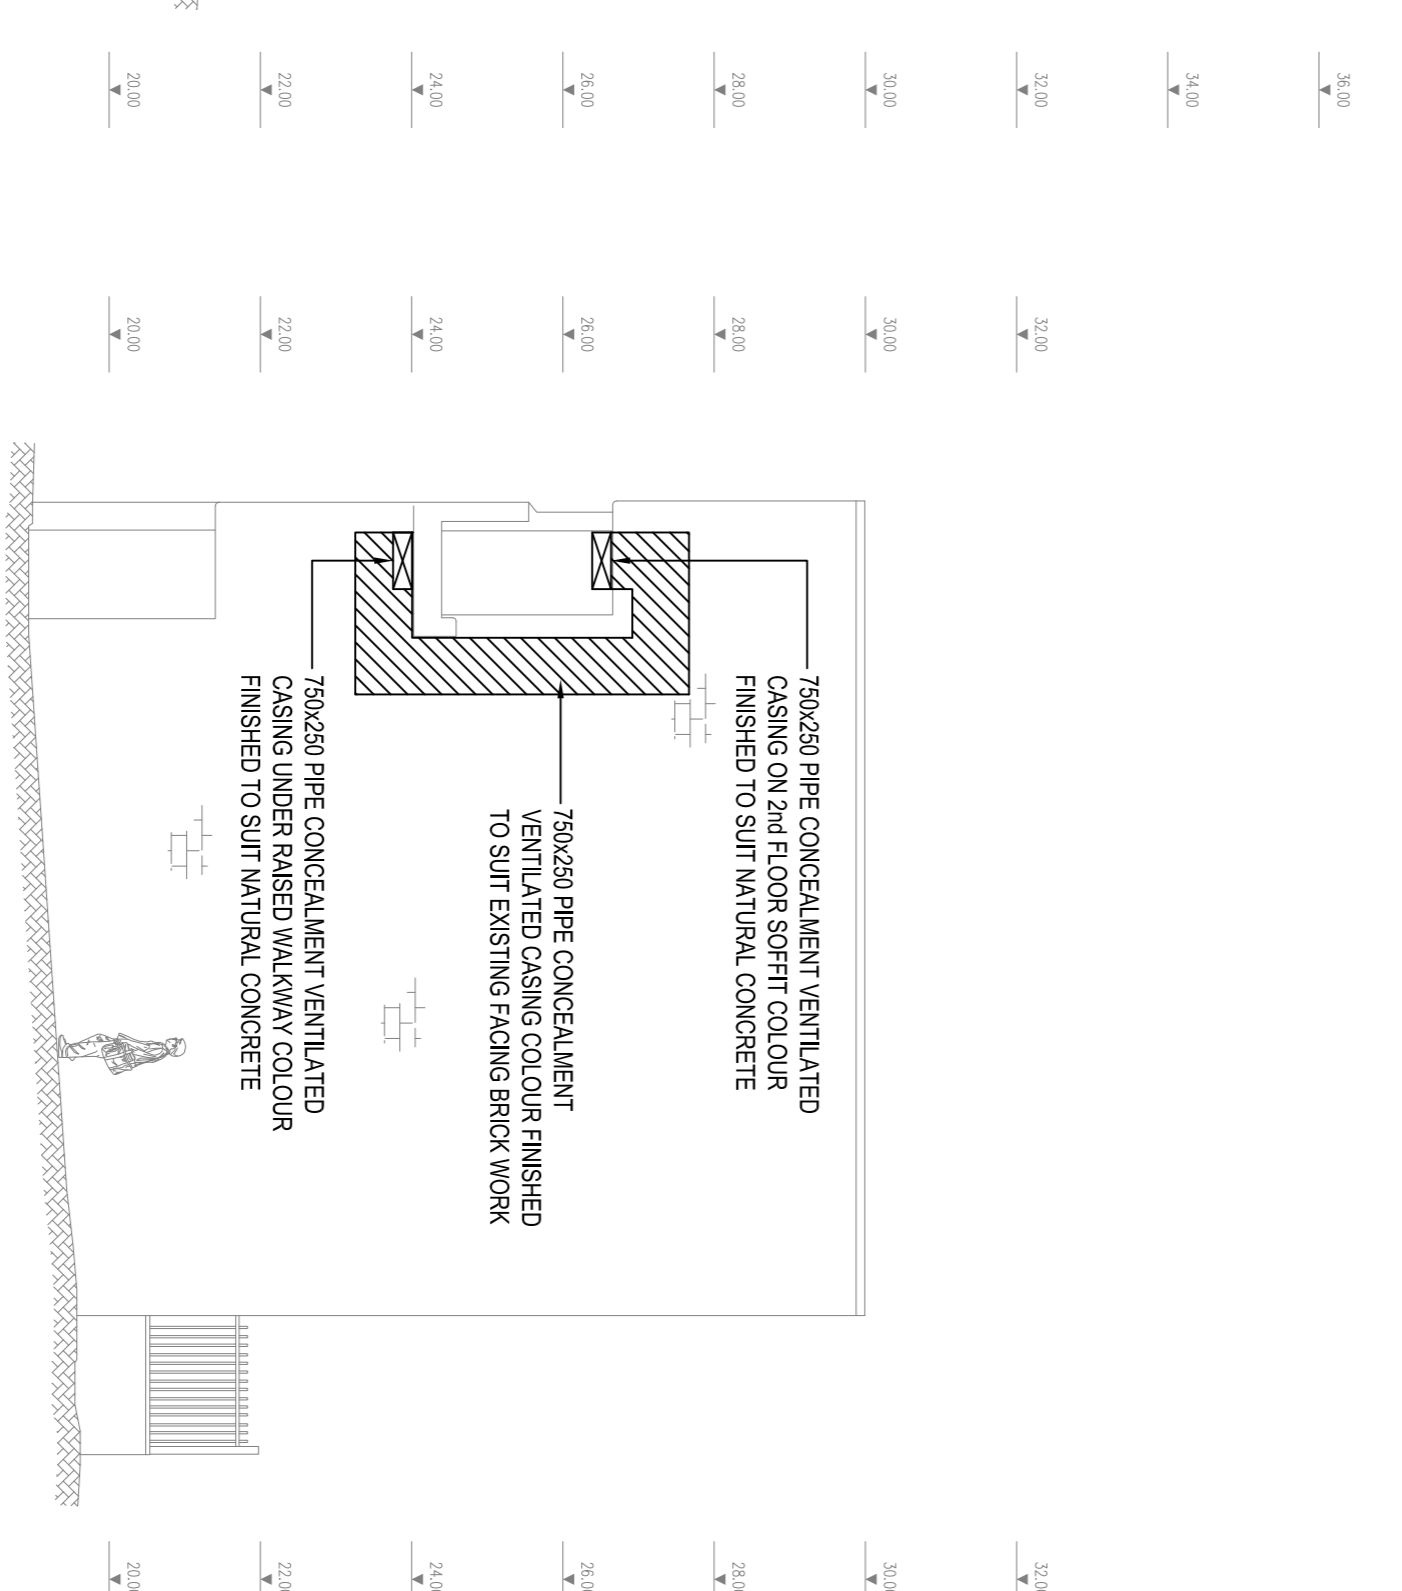 20.00
22.00
24.00
26.00
28.00
30.00
32.00
34.00
36.00
20.00
22.00
24.00
26.00
28.00
30.00
32.00
750x250 PIPE CONCEALMENT VENTILATED
CASING ON 2nd FLOOR SOFFIT COLOUR
FINISHED TO SUIT NATURAL CONCRETE
750x250 PIPE CONCEALMENT
VENTILATED CASING COLOUR FINISHED
TO SUIT EXISTING FACING BRICK WORK
750x250 PIPE CONCEALMENT VENTILATED
CASING UNDER RAISED WALKWAY COLOUR
FINISHED TO SUIT NATURAL CONCRETE
20.00
22.00
24.00
26.00
28.00
30.00
32.00